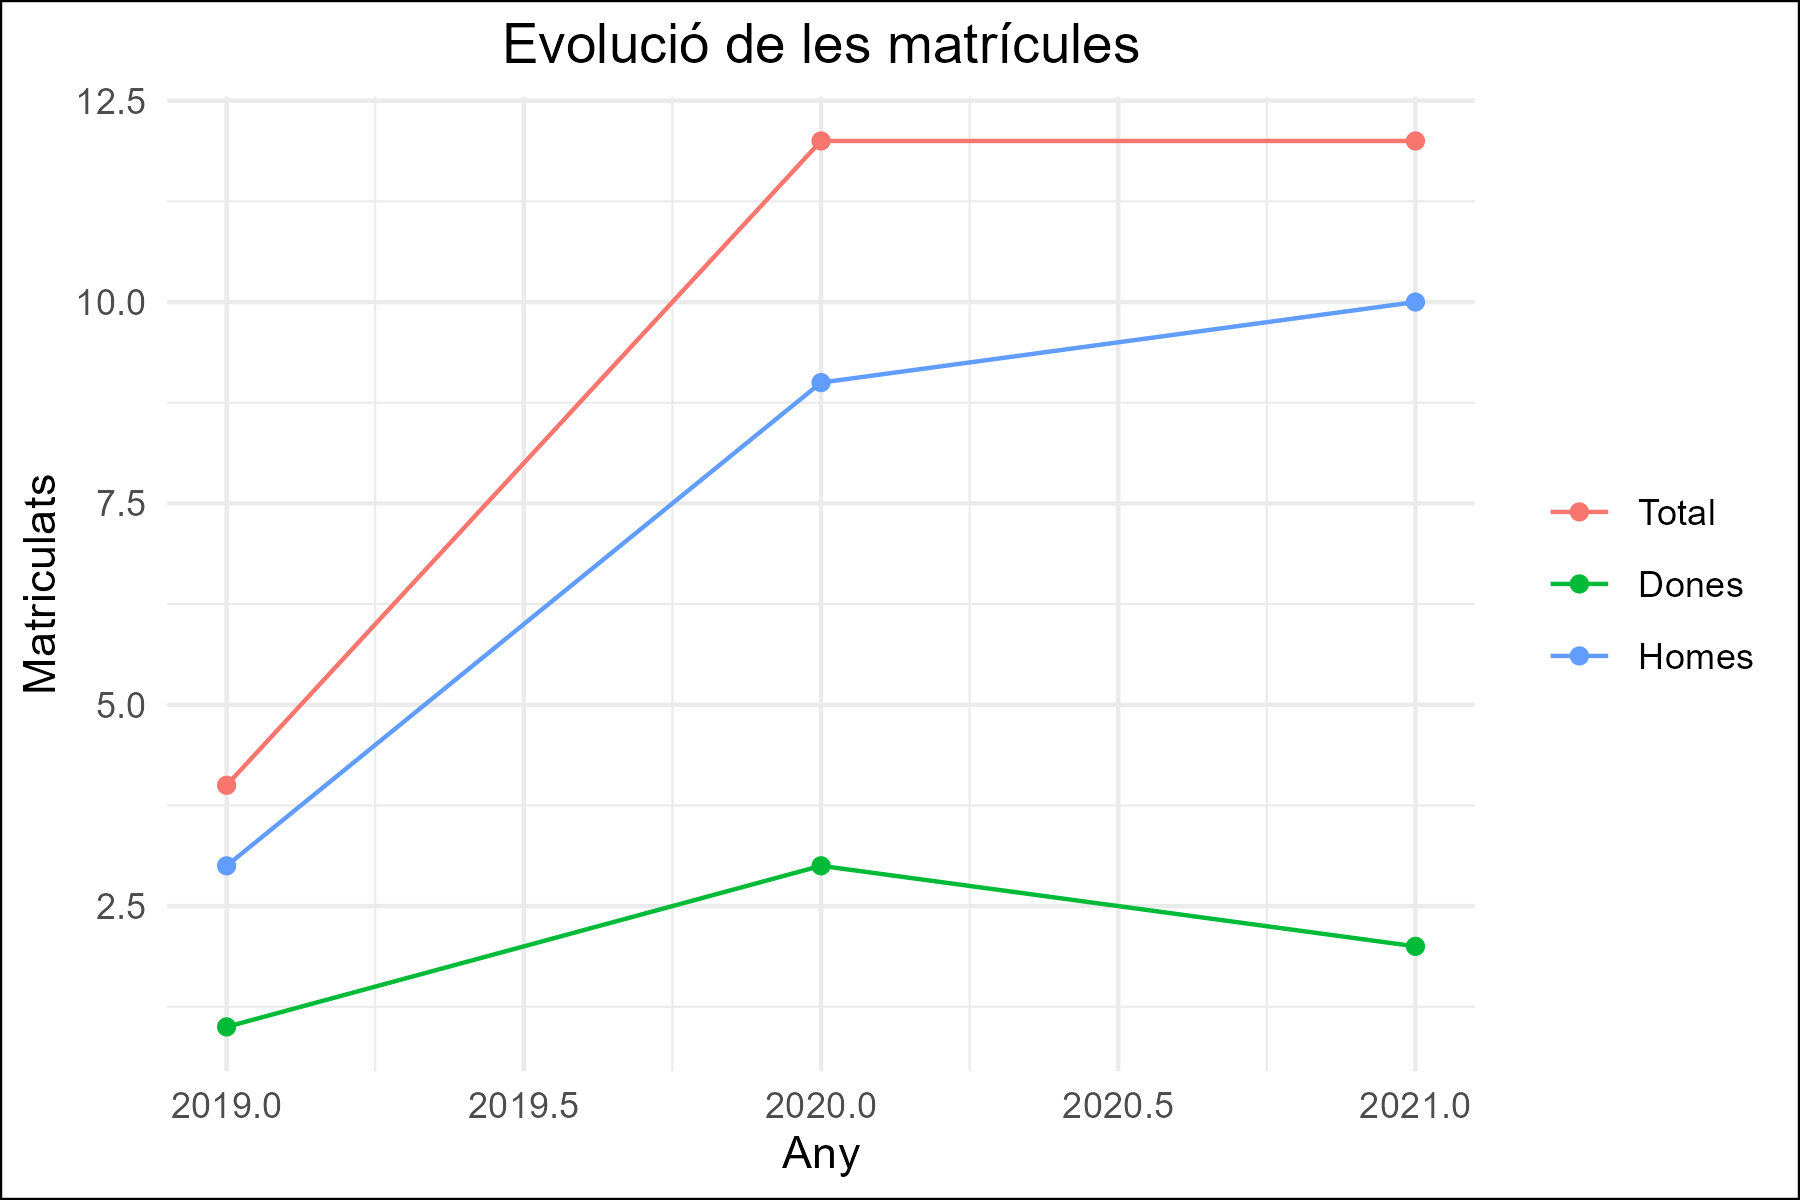 Evolució de les matrícules
12.5
10.0
7.5
5.0
2.5
Matriculats
2019.0 2019.5 2020.0 2020.5 2021.0
Any
Total
Dones
Homes